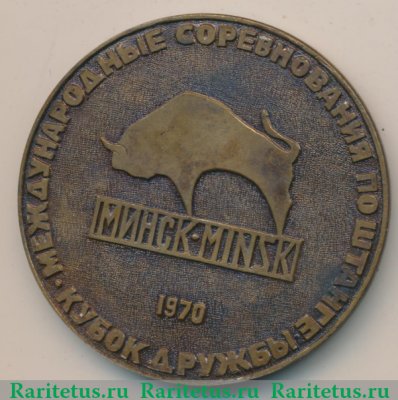 МЕЖДУНАРОДНЫЕ СОРЕВНОВАНИЯ ПО ШТАНГЕ
МИНСК·MINSK
1970
·КУБОК ДРУЖБЫ·
Raritetus.ru Raritetus.ru Raritetus.ru